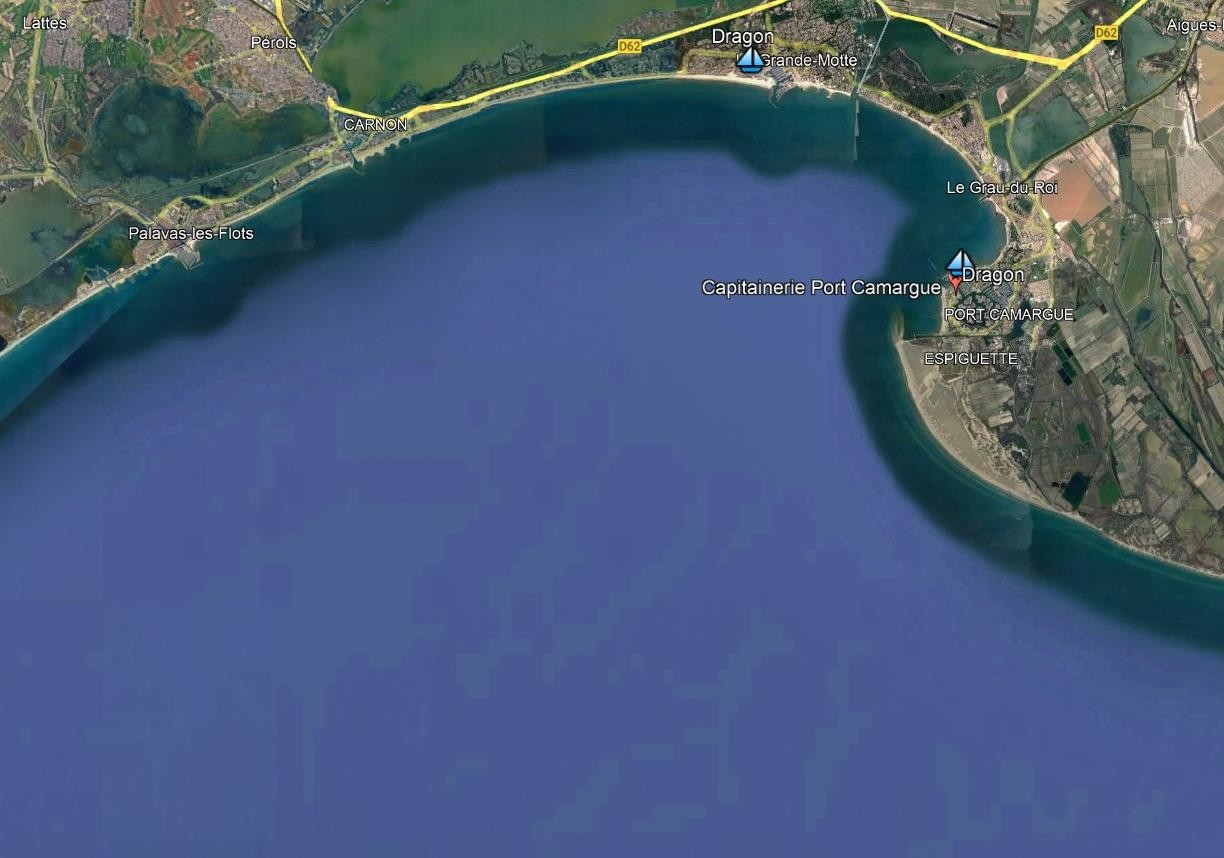 Lattes
Pérols
Dragon
D62
D62
Aigues-
Grande-Motte
CARNON
Le Grau-du-Roi
Palavas-les-Flots
Dragon
Capitainerie Port Camargue
PORT CAMARGUE
ESPIGUETTE